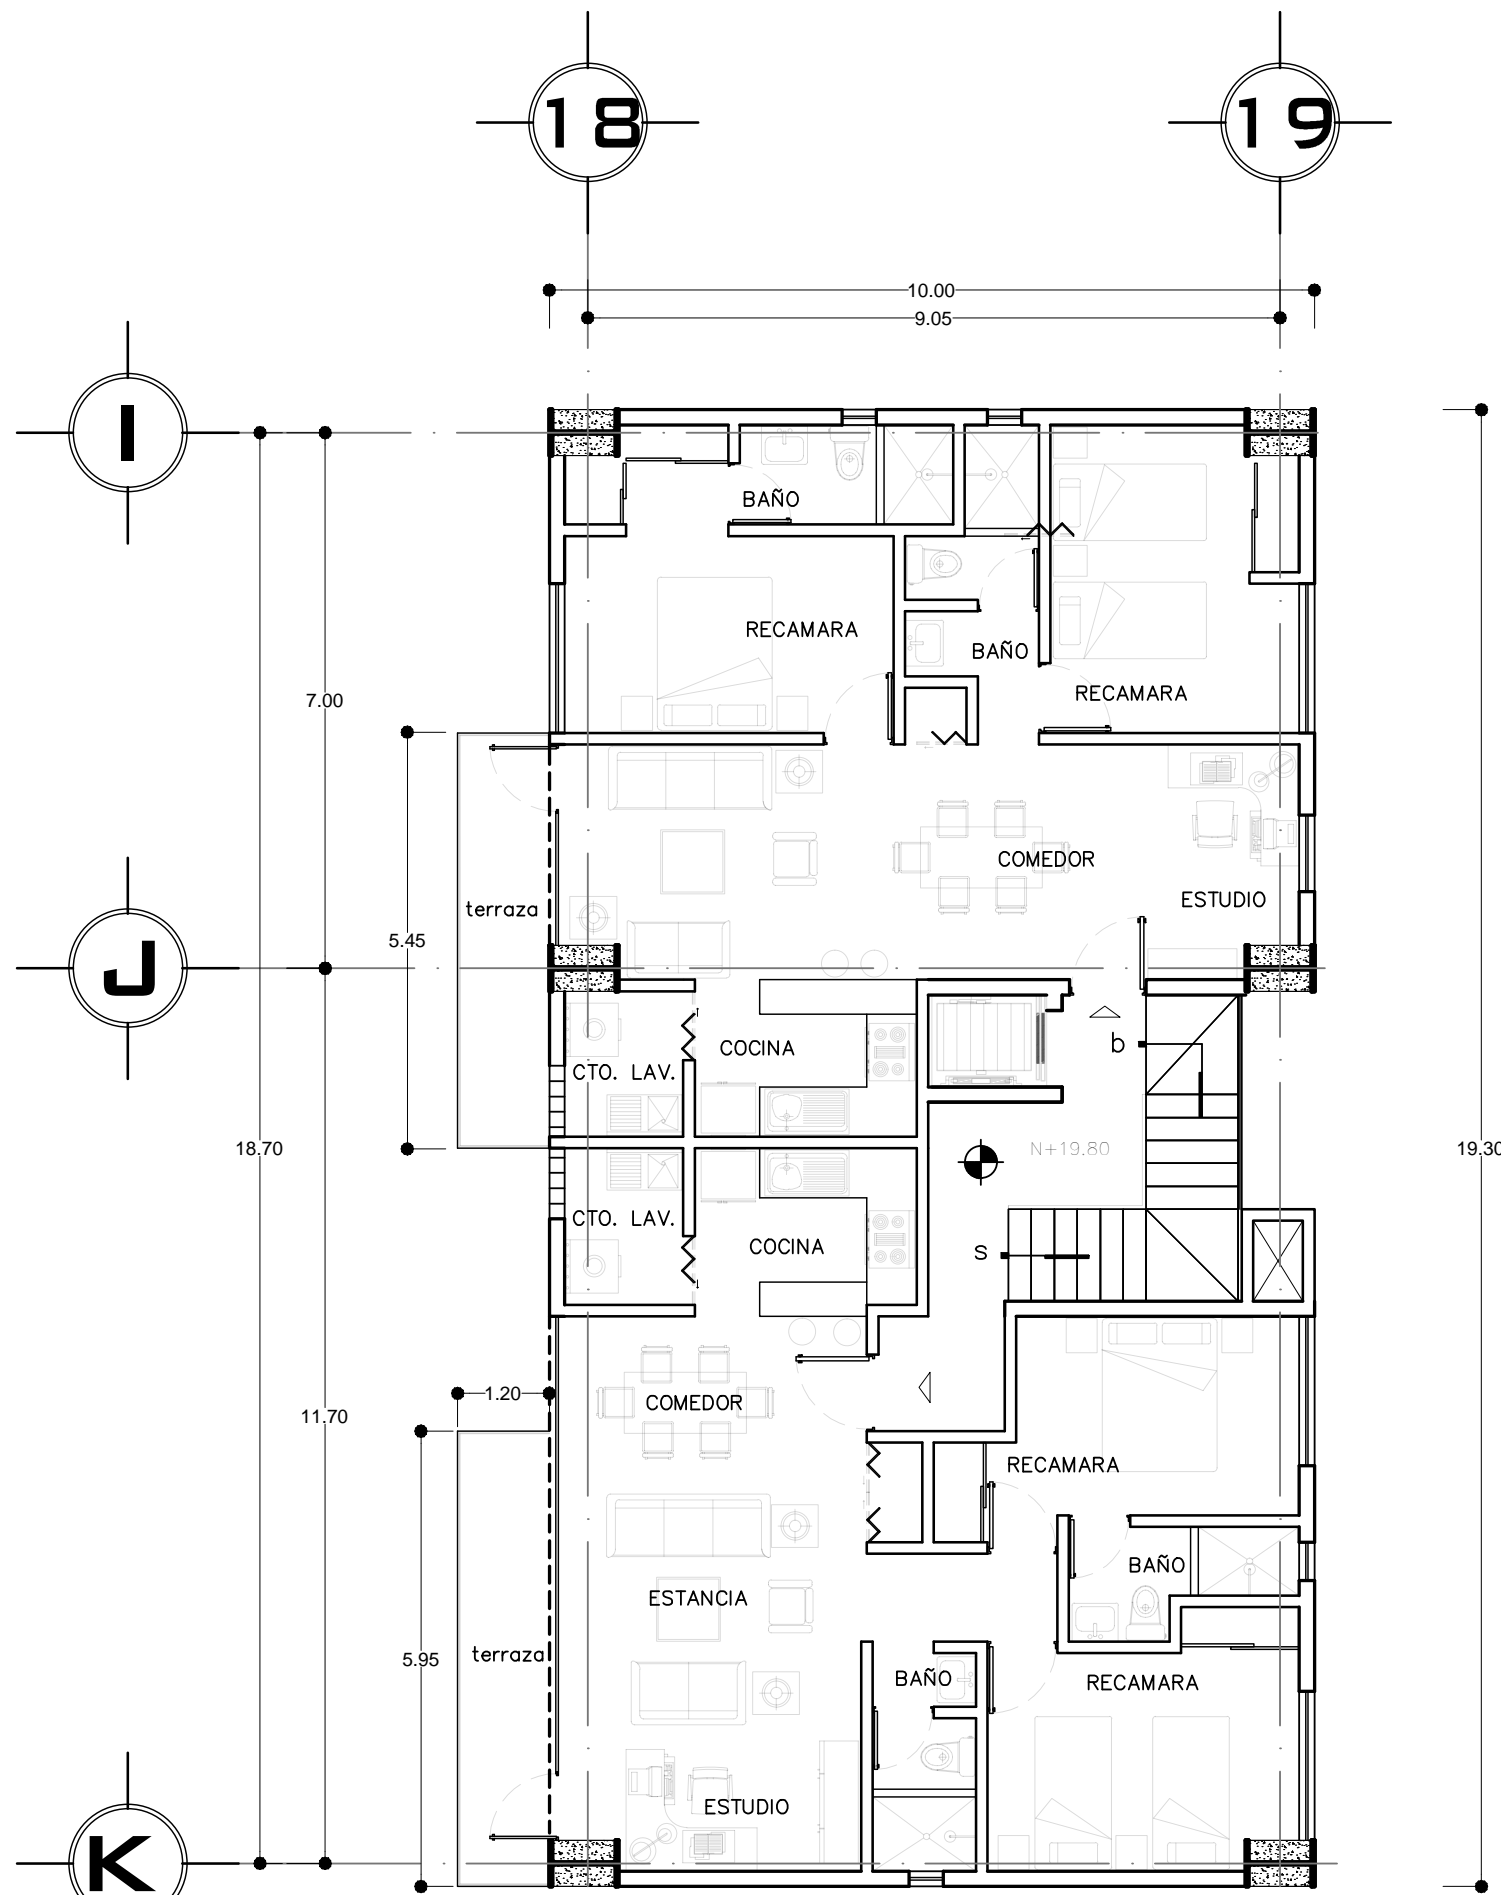 18
19
10.00
9.05
I
BAÑO
RECAMARA
BAÑO
RECAMARA
7.00
COMEDOR
ESTUDIO
terraza
5.45
J
COCINA
b
CTO. LAV.
18.70
N+19.80
19.30
CTO. LAV.
COCINA
s
1.20
COMEDOR
11.70
RECAMARA
BAÑO
ESTANCIA
terraza
5.95
BAÑO
RECAMARA
ESTUDIO
K